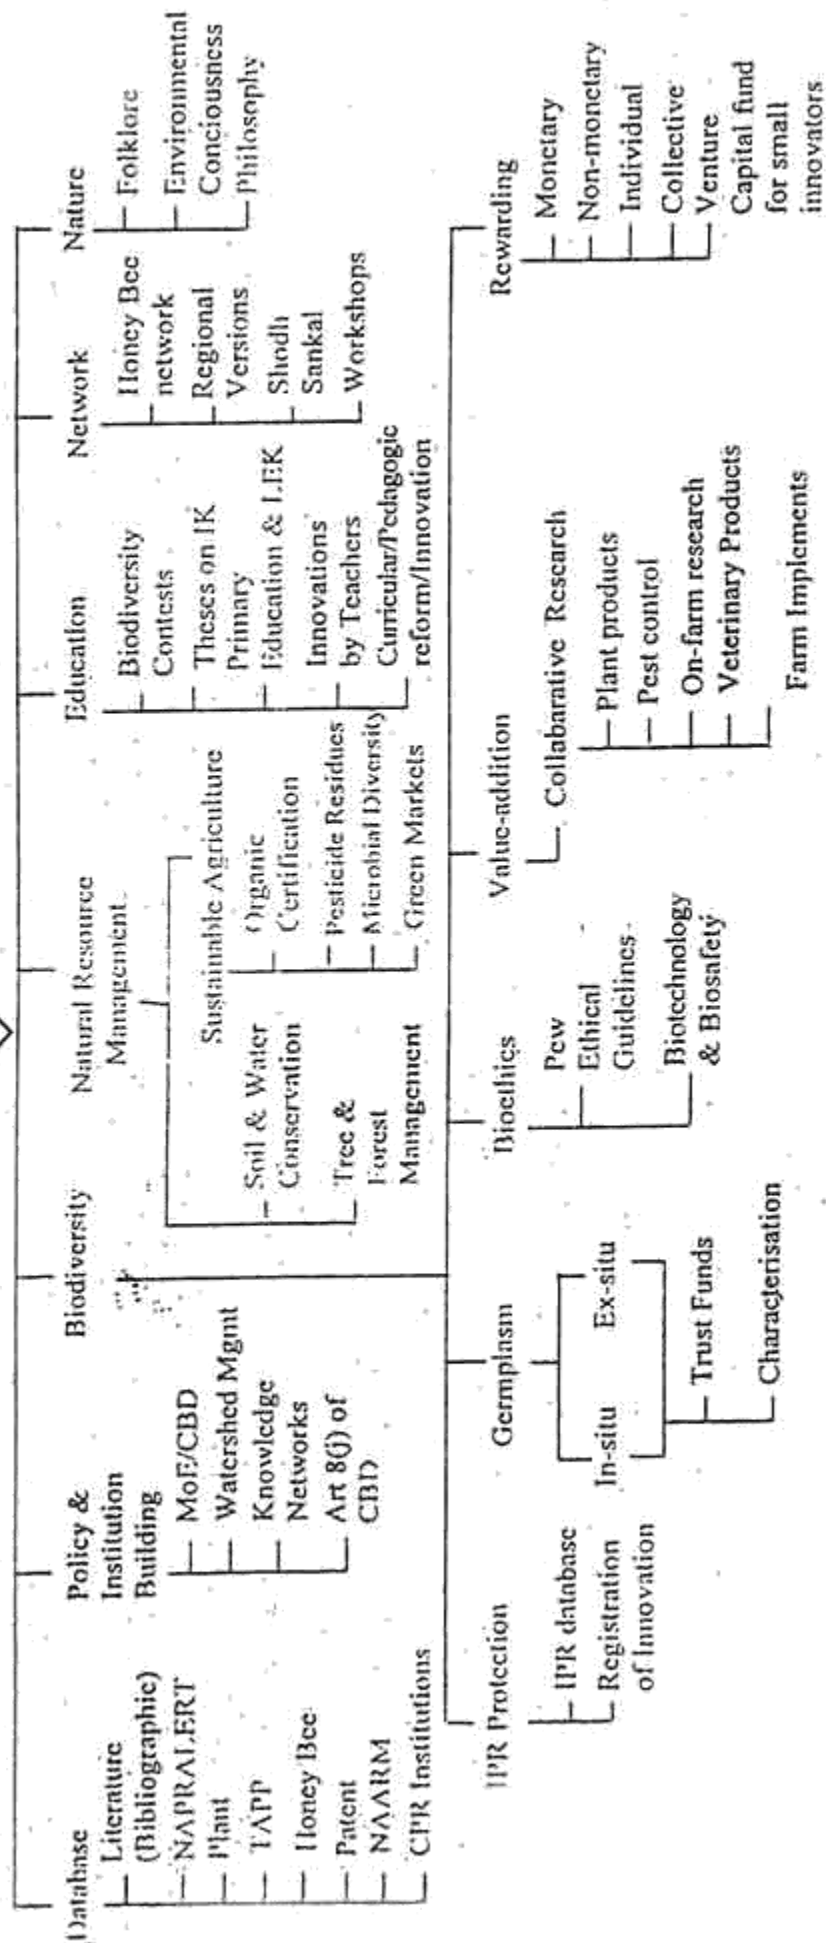 Database
Literature
(Bibliographic)
NAPRALERT
Plant
TAPP
Honey Bee
Patent
NAARM
CPR Institutions
Policy &
Institution
Building
MoE/CBD
Watershed Mgmt
Knowledge
Networks
Art 8(j) of
CBD
Biodiversity
Natural Resource
Management
Soil & Water
Conservation
Tree &
Forest
Management
Sustainable Agriculture
Organic
Certification
Pesticide Residues
Microbial Diversity
Green Markets
Education
Biodiversity
Contests
Theses on IK
Primary
Education & LEK
Innovations
by Teachers
Curricular/Pedagogic
reform/Innovation
Network
Honey Bee
network
Regional
Versions
Shodh
Sankal
Workshops
Nature
Folklore
Environmental
Conciousness
Philosophy
IPR Protection
IPR database
Registration
of Innovation
Germplasm
In-situ
Ex-situ
Trust Funds
Characterisation
Bioethics
Pew
Ethical
Guidelines
Biotechnology
& Biosafety
Value-addition
Collabarative Research
Plant products
Pest control
On-farm research
Veterinary Products
Farm Implements
Rewarding
Monetary
Non-monetary
Individual
Collective
Venture
Capital fund
for small
innovators